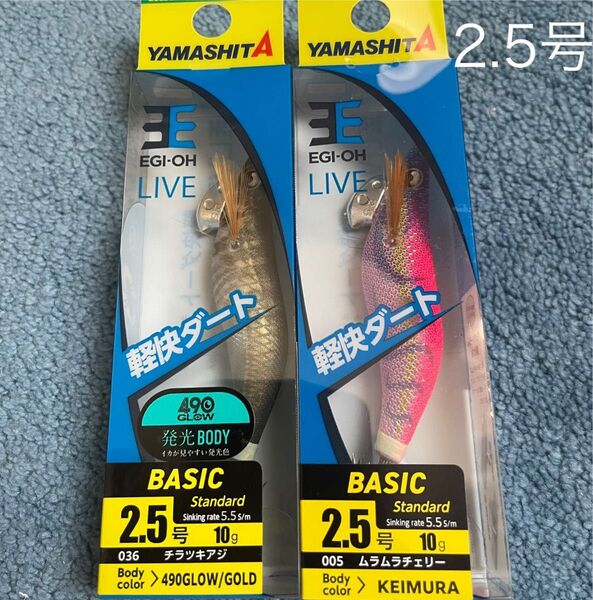 2.5号
YAMASHITA
EGI-OH
LIVE
軽快ダート
490
GLOW
発光BODY
イカが見やすい発光色
BASIC
Standard
Sinking rate 5.5 S/m
2.5号 10g
036 チラツキアジ
Body color > 490GLOW/GOLD
YAMASHITA
EGI-OH
LIVE
軽快ダート
BASIC
Standard
Sinking rate 5.5 S/m
2.5号 10g
005 ムラムラチェリー
Body color > KEIMURA